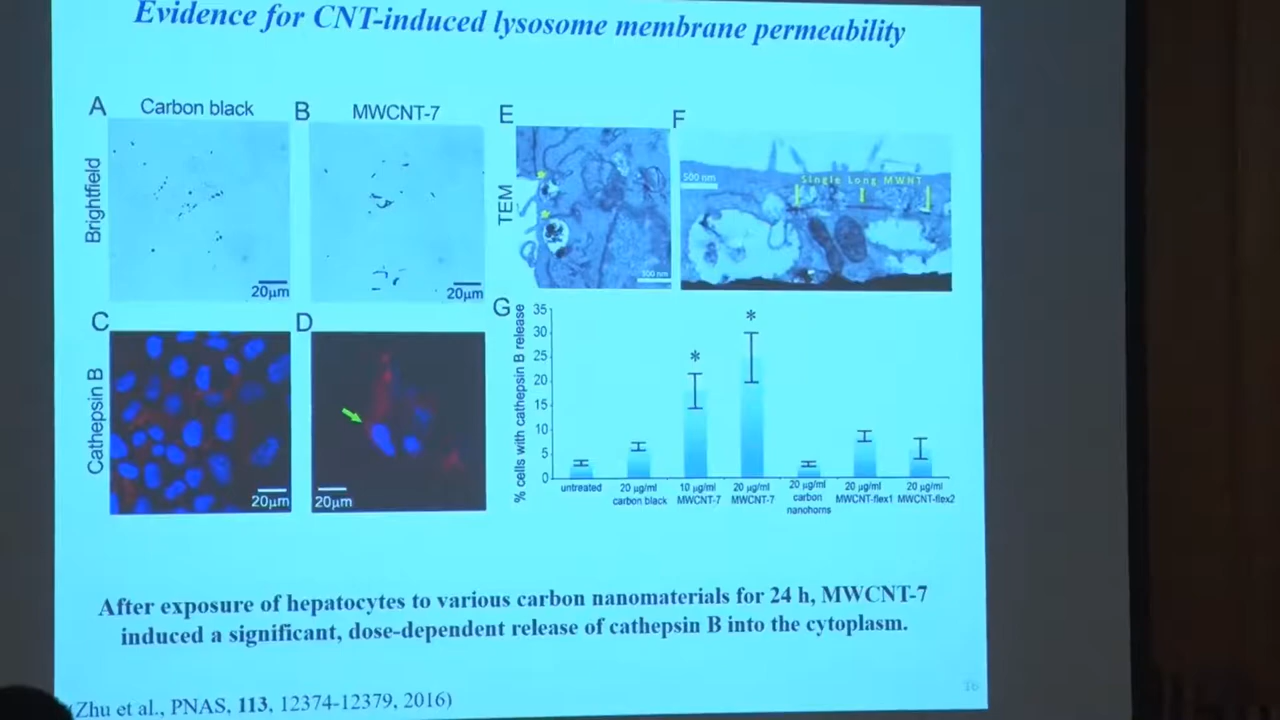 Evidence for CNT-induced lysosome membrane permeability
A
Carbon black
B
MWCNT-7
E
F
Brightfield
20μm
20μm
TEM
500 nm
500 nm
Single Long MWNT
C
D
Cathepsin B
20μm
20μm
G
% cells with cathepsin B release
35
30
25
20
15
10
5
0
*
*
untreated
20 μg/ml
carbon black
10 μg/ml
MWCNT-7
20 μg/ml
MWCNT-7
20 μg/ml
carbon
nanohorns
20 μg/ml
MWCNT-flex1
20 μg/ml
MWCNT-flex2
After exposure of hepatocytes to various carbon nanomaterials for 24 h, MWCNT-7
induced a significant, dose-dependent release of cathepsin B into the cytoplasm.
(Zhu et al., PNAS, 113, 12374-12379, 2016)
16